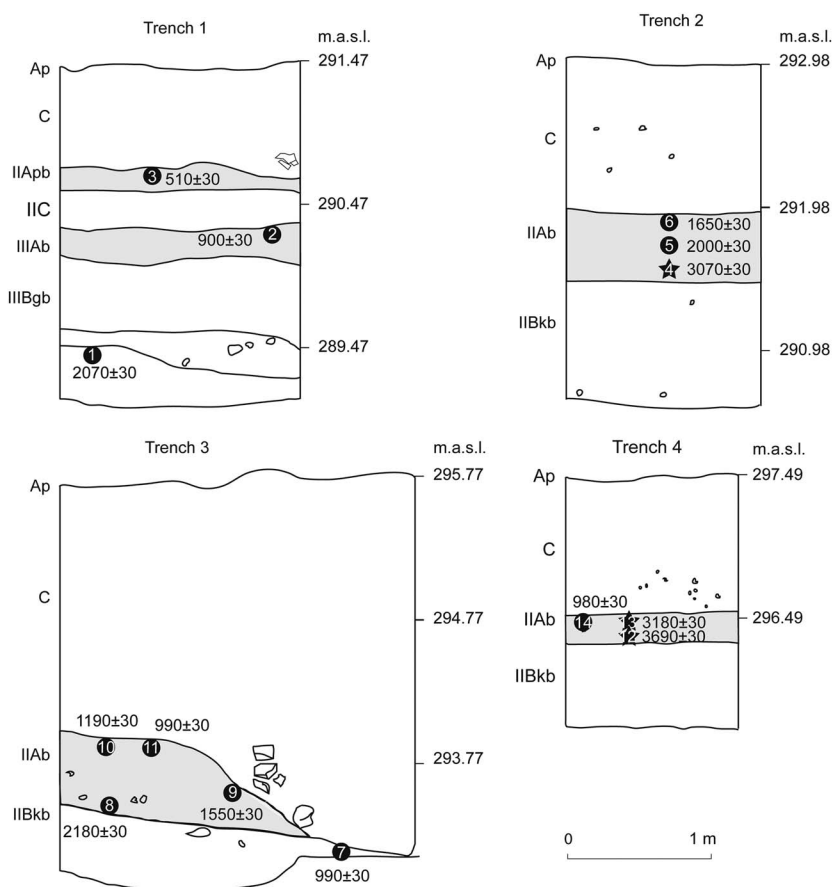 Trench 1
m.a.s.l.
Ap
291.47
C
IIApb
3
510±30
IIC
290.47
IIIAb
900±30
2
IIIBgb
289.47
1
2070±30
Trench 2
m.a.s.l.
Ap
292.98
C
291.98
IIAb
6
1650±30
5
2000±30
4
3070±30
IIBkb
290.98
Trench 3
m.a.s.l.
Ap
295.77
C
294.77
1190±30
990±30
IIAb
10
11
293.77
9
IIBkb
8
1550±30
2180±30
7
990±30
Trench 4
m.a.s.l.
Ap
297.49
C
980±30
IIAb
14
296.49
13
3180±30
12
3690±30
IIBkb
0
1 m